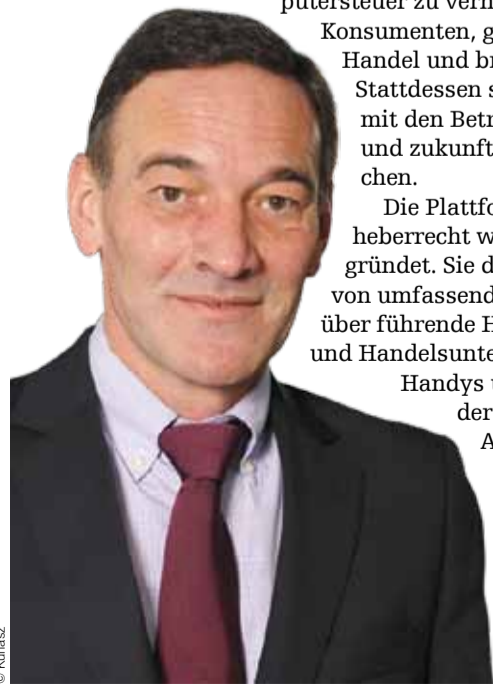 putersteuer zu verm
Konsumenten, g
Handel und br
Stattdessen s
mit den Betr
und zukunft
chen.
Die Plattfo
heberrecht w
gründet. Sie d
von umfassend
über führende H
und Handelsunte
Handys u
der
A
© Kuhasz